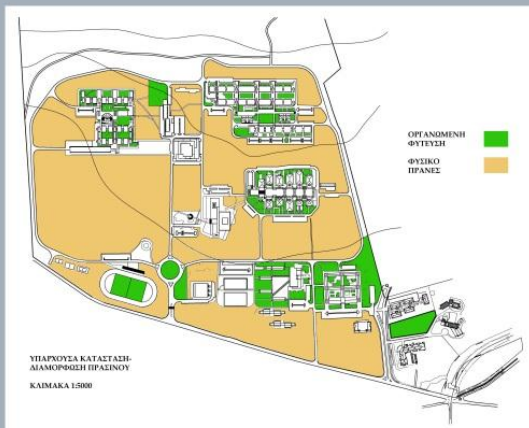 ΟΡΓΑΝΩΜΕΝΗ
ΦΥΤΕΥΣΗ
ΦΥΣΙΚΟ
ΠΡΑΝΕΣ
ΥΠΑΡΧΟΥΣΑ ΚΑΤΑΣΤΑΣΗ-
ΔΙΑΜΟΡΦΩΣΗ ΠΡΑΣΙΝΟΥ
ΚΛΙΜΑΚΑ 1:5000